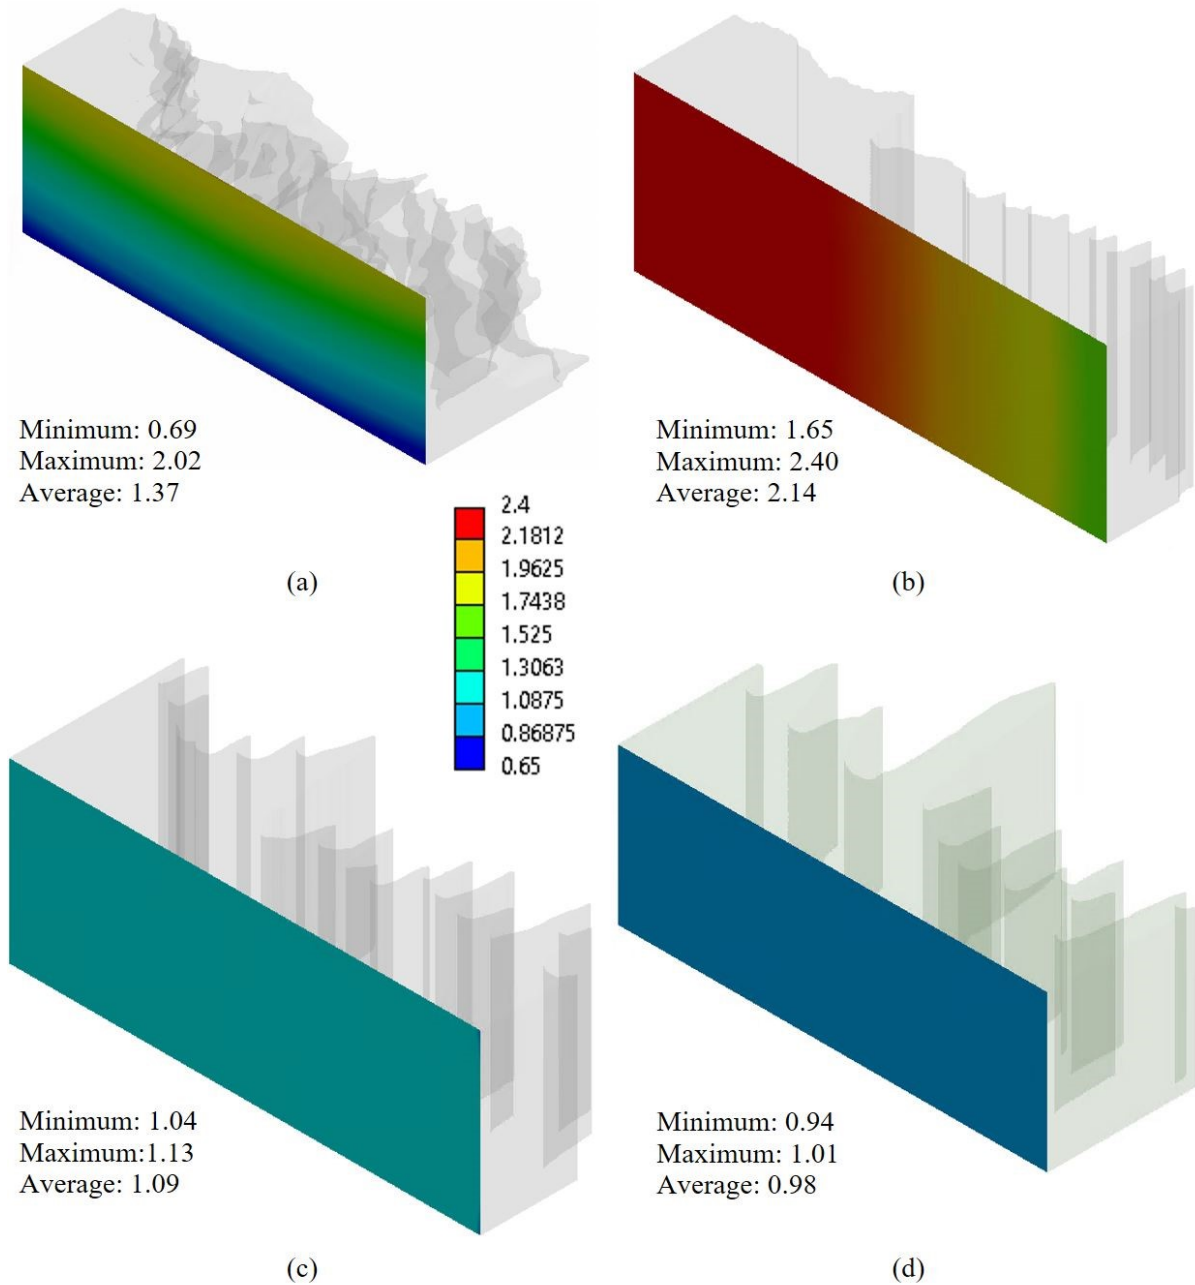 Minimum: 0.69
Maximum: 2.02
Average: 1.37
(a)
Minimum: 1.65
Maximum: 2.40
Average: 2.14
(b)
2.4
2.1812
1.9625
1.7438
1.525
1.3063
1.0875
0.86875
0.65
Minimum: 1.04
Maximum:1.13
Average: 1.09
(c)
Minimum: 0.94
Maximum: 1.01
Average: 0.98
(d)